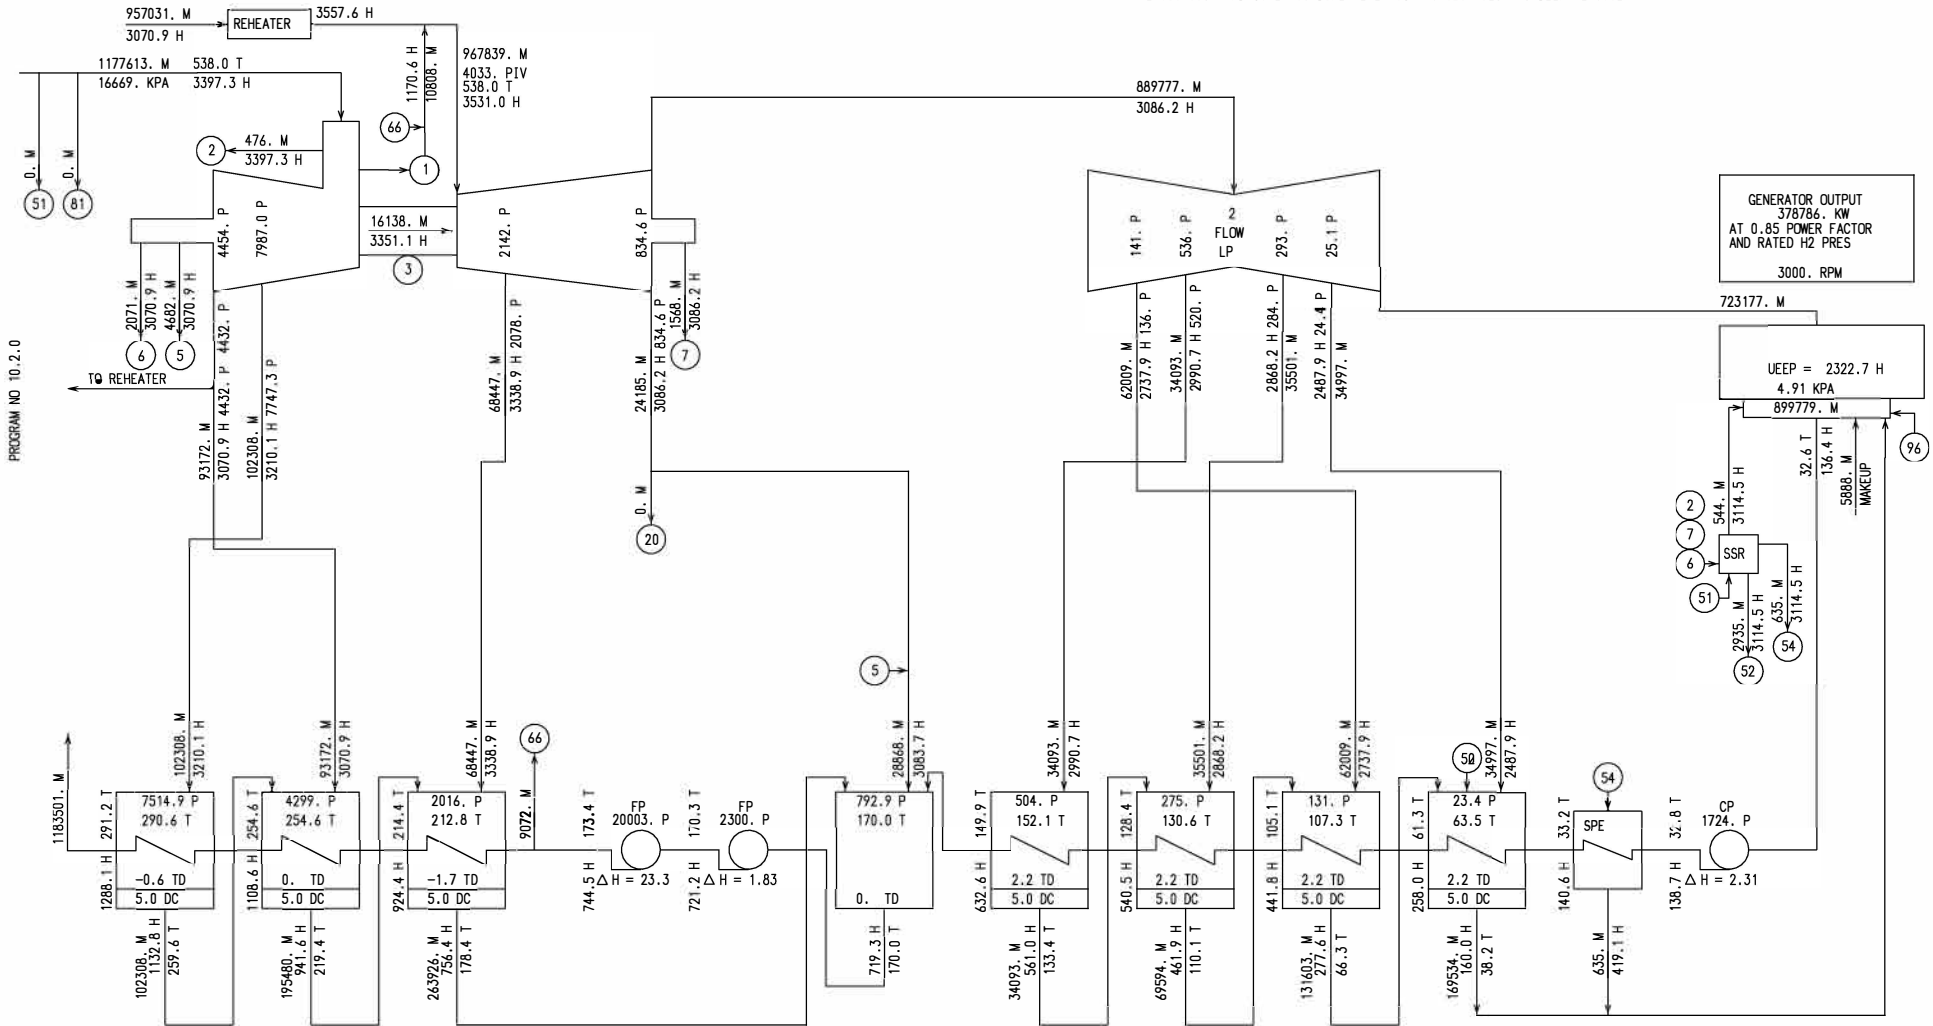 957031. M
3070.9 H
REHEATER
3557.6 H
1177613. M 538.0 T
16669. KPA 3397.3 H
1170.6 H
10808. M
967839. M
4033. PIV
538.0 T
3531.0 H
66
1
2
476. M
3397.3 H
0. M
51
0. M
81
4454. P
7987.0 P
16138. M
3351.1 H
3
2142. P
834.6 P
889777. M
3086.2 H
141. P
536. P
2
FLOW
LP
293. P
25.1 P
GENERATOR OUTPUT
378786. KW
AT 0.85 POWER FACTOR
AND RATED H2 PRES
3000. RPM
723177. M
UEEP = 2322.7 H
4.91 KPA
899779. M
96
PROGRAM NO 10.2.0
2071. M
3070.9 H
6
4682. M
3070.9 H
5
TO REHEATER
93172. M
3070.9 H 4432. P 4432. P
102308. M
3210.1 H 7747.3 P
68447. M
3338.9 H 2078. P
24185. M
3086.2 H 834.6 P
1568. M
3086.2 H
7
0. M
20
62009. M
2737.9 H 136. P
34093. M
2990.7 H 520. P
2868.2 H 284. P
35501. M
2487.9 H 24.4 P
34997. M
32.6 T
136.4 H
5888. M
MAKEUP
544. M
3114.5 H
2
7
6
51
SSR
2935. M
3114.5 H
52
635. M
3114.5 H
54
5
1183501. M
102308. M
3210.1 H
93172. M
3070.9 H
68447. M
3338.9 H
66
9072. M
28868. M
3083.7 H
34093. M
2990.7 H
35501. M
2868.2 H
62009. M
2737.9 H
50
34997. M
2487.9 H
54
291.2 T
1288.1 H
7514.9 P
290.6 T
-0.6 TD
5.0 DC
254.6 T
1108.6 H
4299. P
254.6 T
0. TD
5.0 DC
214.4 T
924.4 H
2016. P
212.8 T
-1.7 TD
5.0 DC
173.4 T
744.5 H
FP
20003. P
Δ H = 23.3
170.3 T
721.2 H
FP
2300. P
Δ H = 1.83
792.9 P
170.0 T
0. TD
149.9 T
632.6 H
504. P
152.1 T
2.2 TD
5.0 DC
128.4 T
540.5 H
275. P
130.6 T
2.2 TD
5.0 DC
105.1 T
441.8 H
131. P
107.3 T
2.2 TD
5.0 DC
61.3 T
258.0 H
23.4 P
63.5 T
2.2 TD
5.0 DC
33.2 T
140.6 H
SPE
32.8 T
138.7 H
CP
1724. P
Δ H = 2.31
102308. M
1132.8 H
259.6 T
195480. M
941.6 H
219.4 T
263926. M
756.4 H
178.4 T
719.3 H
170.0 T
34093. M
561.0 H
133.4 T
69594. M
461.9 H
110.1 T
131603. M
277.6 H
66.3 T
169534. M
160.0 H
38.2 T
635. M
419.1 H